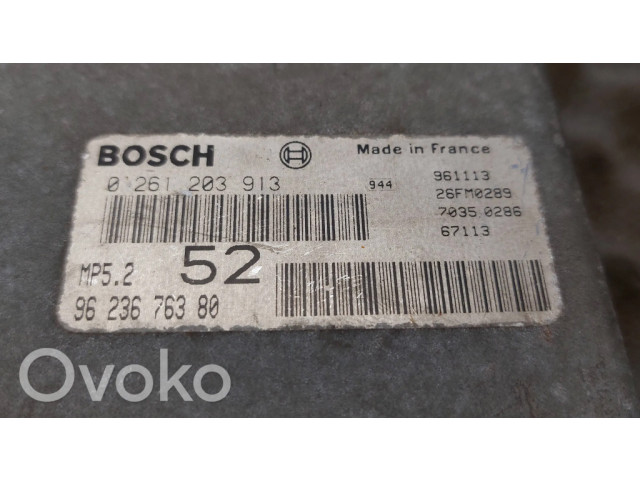 BOSCH
Made in France
0 261 203 913
944
961113
26FM0289
7035 0286
67113
MP5.2
52
96 236 763 80
Ovoko